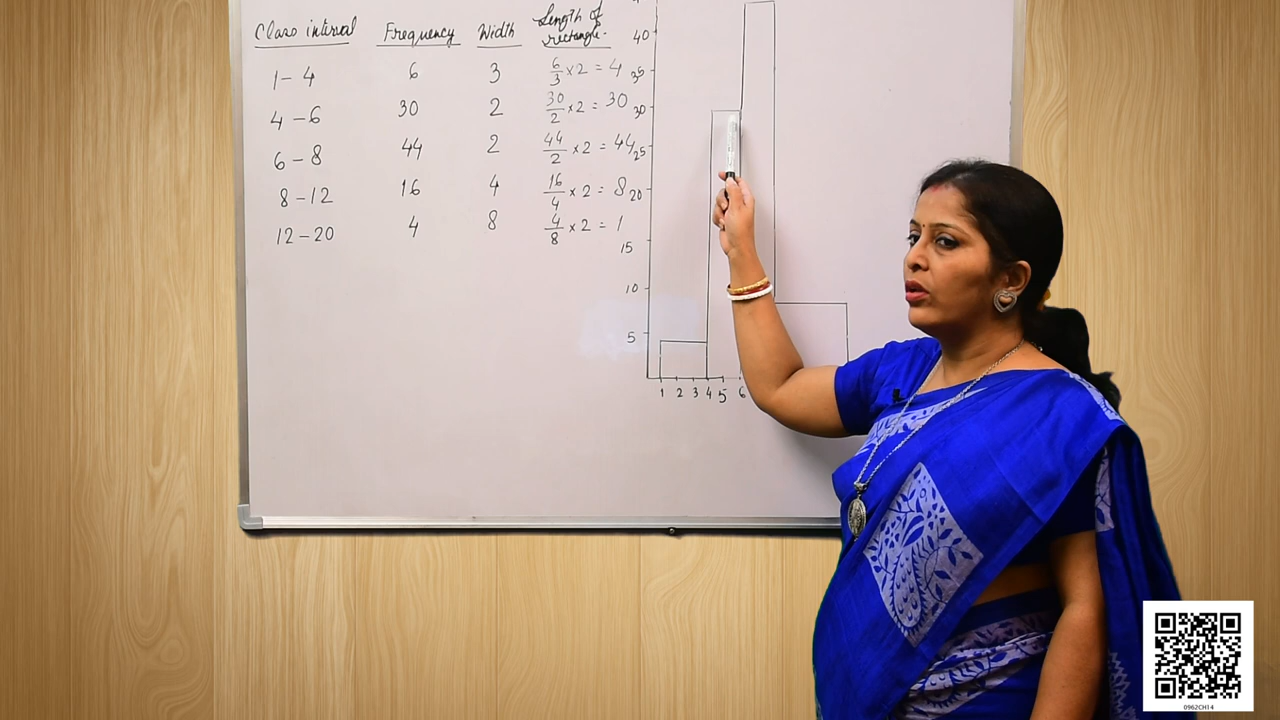 Class interval Frequency Width Length of rectangle.
1 - 4 6 3 6/3 × 2 = 4
4 - 6 30 2 30/2 × 2 = 30
6 - 8 44 2 44/2 × 2 = 44
8 - 12 16 4 16/4 × 2 = 8
12 - 20 4 8 4/8 × 2 = 1
40
35
30
25
20
15
10
5
1 2 3 4 5 6
0962CH14